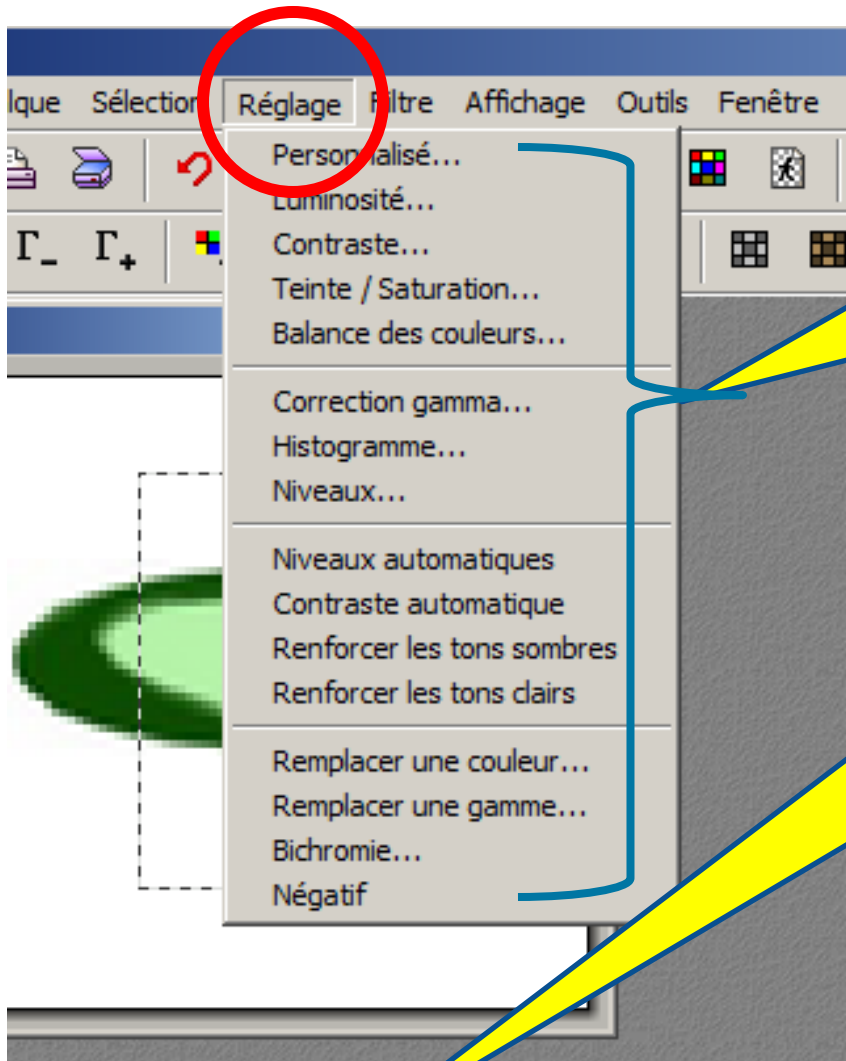 lque Sélection Réglage Filtre Affichage Outils Fenêtre
Γ- Γ+
Personnalisé...
Luminosité...
Contraste...
Teinte / Saturation...
Balance des couleurs...
Correction gamma...
Histogramme...
Niveaux...
Niveaux automatiques
Contraste automatique
Renforcer les tons sombres
Renforcer les tons clairs
Remplacer une couleur...
Remplacer une gamme...
Bichromie...
Négatif